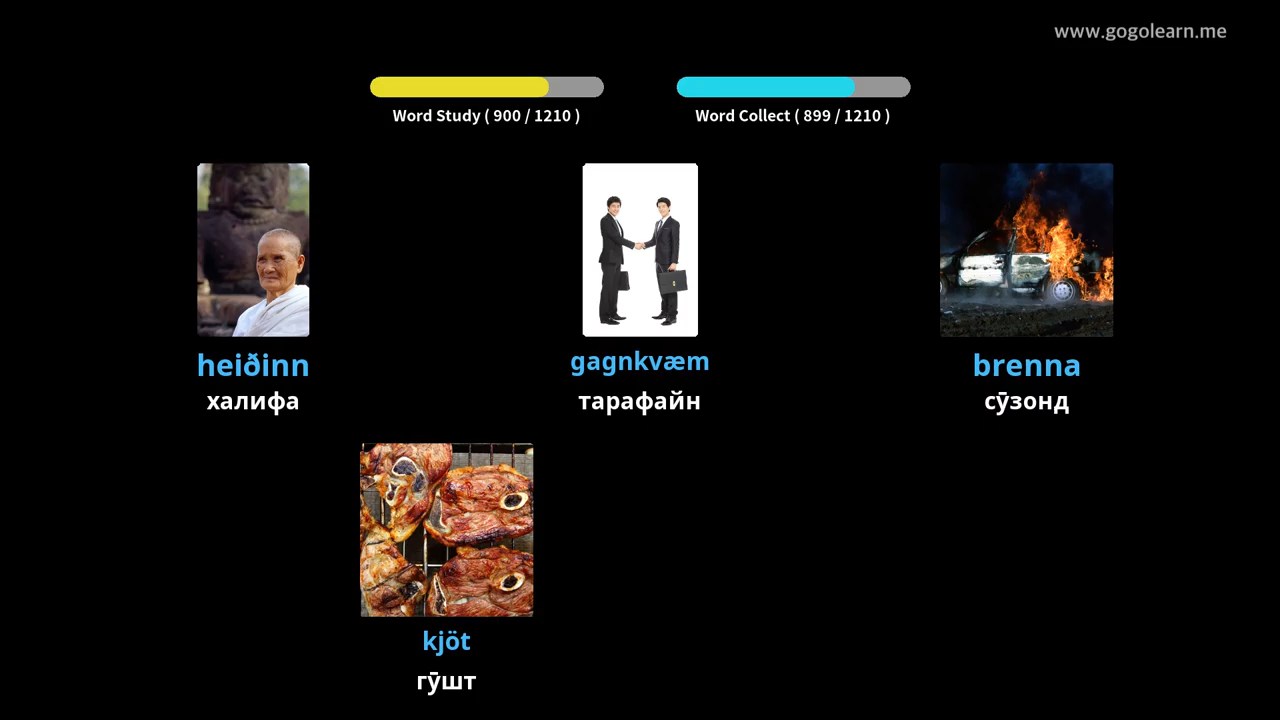 www.gogolearn.me
Word Study ( 900 / 1210 )
Word Collect ( 899 / 1210 )
heiðinn
gagnkvæm
brenna
халифа
тарафайн
сӯзонд
kjöt
гӯшт